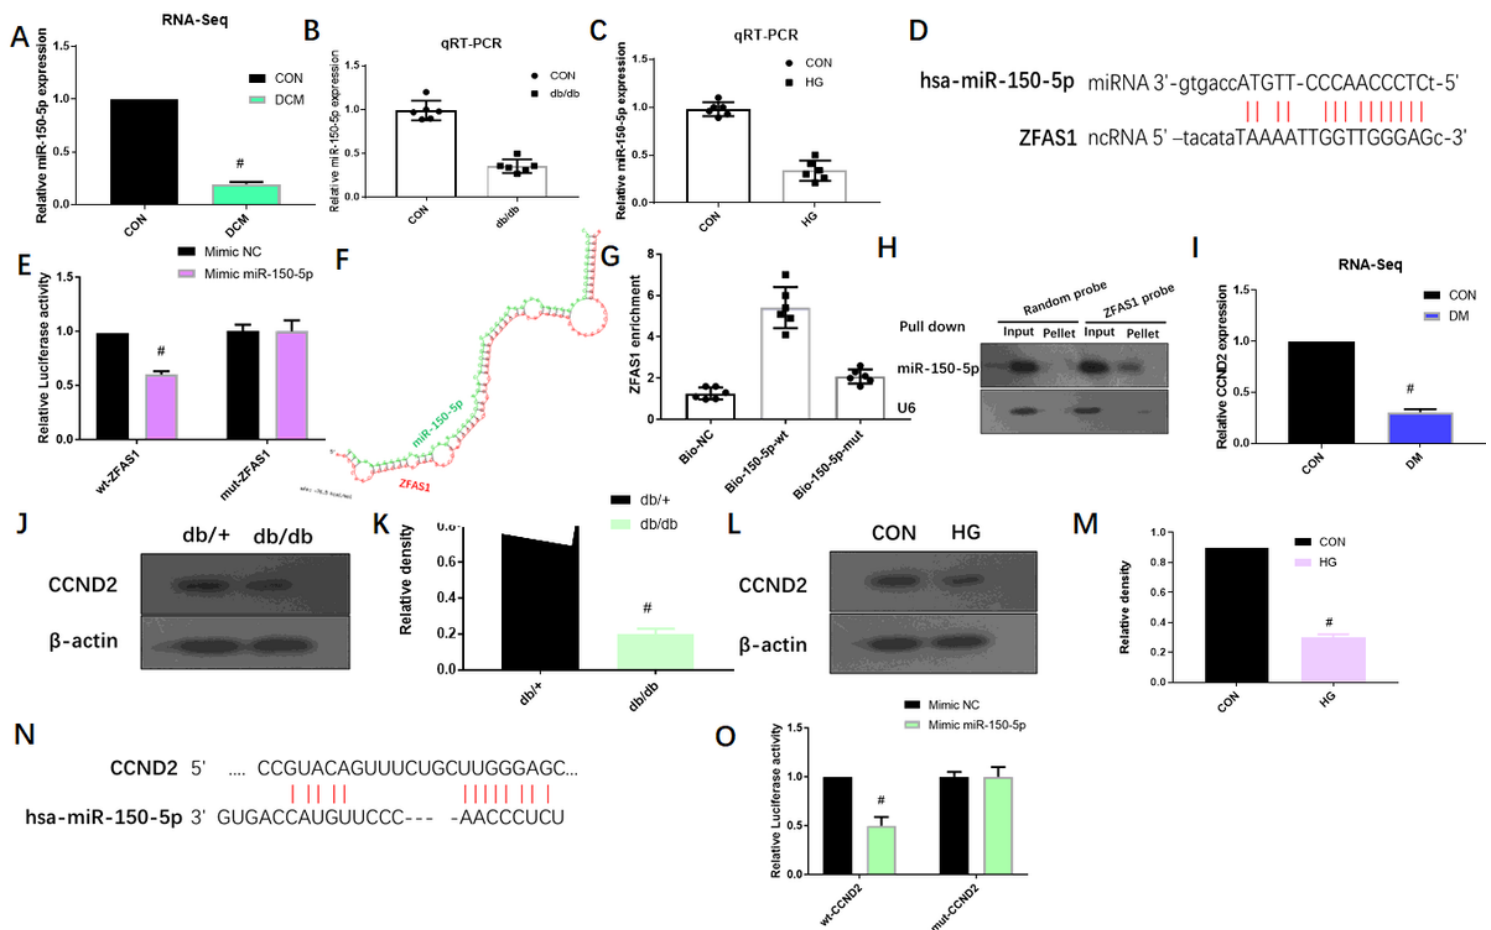 A
RNA-Seq
Relative miR-150-5p expression
1.5
1.0
0.5
0.0
CON
DCM
#
CON
DCM
B
qRT-PCR
Relative miR-150-5p expression
1.5
1.0
0.5
0.0
CON
db/db
CON
db/db
C
qRT-PCR
Relative miR-150-5p expression
1.5
1.0
0.5
0.0
CON
HG
CON
HG
D
hsa-miR-150-5p miRNA 3'-gtgaccATGTT-CCCAACCCTCt-5'
ZFAS1 ncRNA 5' –tacataTAAAATTGGTTGGGAGc-3'
E
Mimic NC
Mimic miR-150-5p
Relative Luciferase activity
1.5
1.0
0.5
0.0
#
wt-ZFAS1
mut-ZFAS1
F
miR-150-5p
ZFAS1
G
ZFAS1 enrichment
8
6
4
2
0
Bio-NC
Bio-150-5p-wt
Bio-150-5p-mut
H
Random probe
ZFAS1 probe
Pull down
Input Pellet Input Pellet
miR-150-5p
U6
I
RNA-Seq
Relative CCND2 expression
1.5
1.0
0.5
0.0
CON
DM
#
CON
DM
J
db/+ db/db
CCND2
β-actin
K
db/+
db/db
Relative density
0.8
0.6
0.4
0.2
0.0
#
db/+
db/db
L
CON HG
CCND2
β-actin
M
Relative density
1.0
0.8
0.6
0.4
0.2
0.0
CON
HG
#
CON
HG
N
CCND2 5' .... CCGUACAGUUUCUGCUUGGGAGC...
hsa-miR-150-5p 3' GUGACCAUGUUCCC--- -AACCCUCU
O
Mimic NC
Mimic miR-150-5p
Relative Luciferase activity
1.5
1.0
0.5
0.0
#
wt-CCND2
mut-CCND2